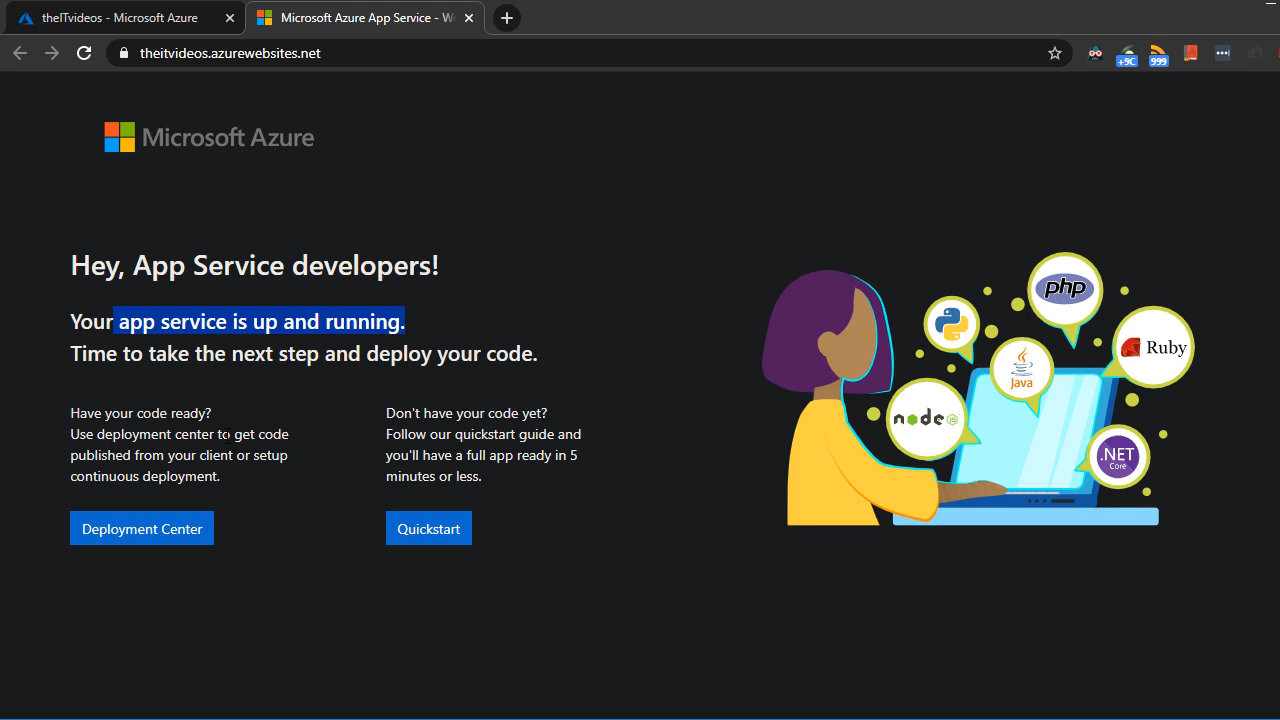 theITvideos - Microsoft Azure
Microsoft Azure App Service - We
theitvideos.azurewebsites.net
+9C
999
Microsoft Azure
Hey, App Service developers!
Your app service is up and running.
Time to take the next step and deploy your code.
Have your code ready?
Use deployment center to get code
published from your client or setup
continuous deployment.
Deployment Center
Don't have your code yet?
Follow our quickstart guide and
you'll have a full app ready in 5
minutes or less.
Quickstart
php
Ruby
Java
node
JS
.NET
Core